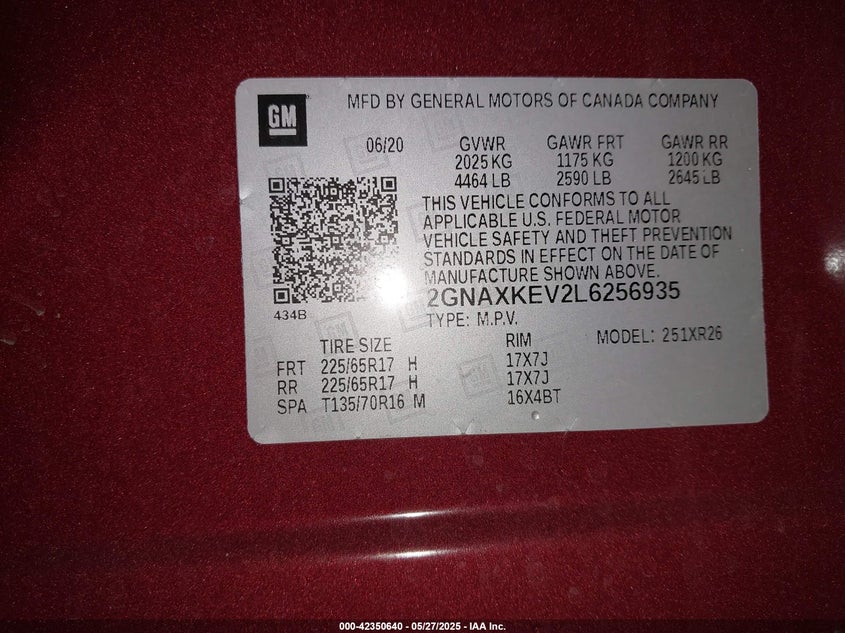 GM
MFD BY GENERAL MOTORS OF CANADA COMPANY
06/20 GVWR GAWR FRT GAWR RR
2025 KG 1175 KG 1200 KG
4464 LB 2590 LB 2645 LB
THIS VEHICLE CONFORMS TO ALL
APPLICABLE U.S. FEDERAL MOTOR
VEHICLE SAFETY AND THEFT PREVENTION
STANDARDS IN EFFECT ON THE DATE OF
MANUFACTURE SHOWN ABOVE.
434B 2GNAXKEV2L6256935
TYPE: M.P.V.
TIRE SIZE RIM MODEL: 251XR26
FRT 225/65R17 H 17X7J
RR 225/65R17 H 17X7J
SPA T135/70R16 M 16X4BT
GM
000-42350640 - 05/27/2025 - IAA Inc.